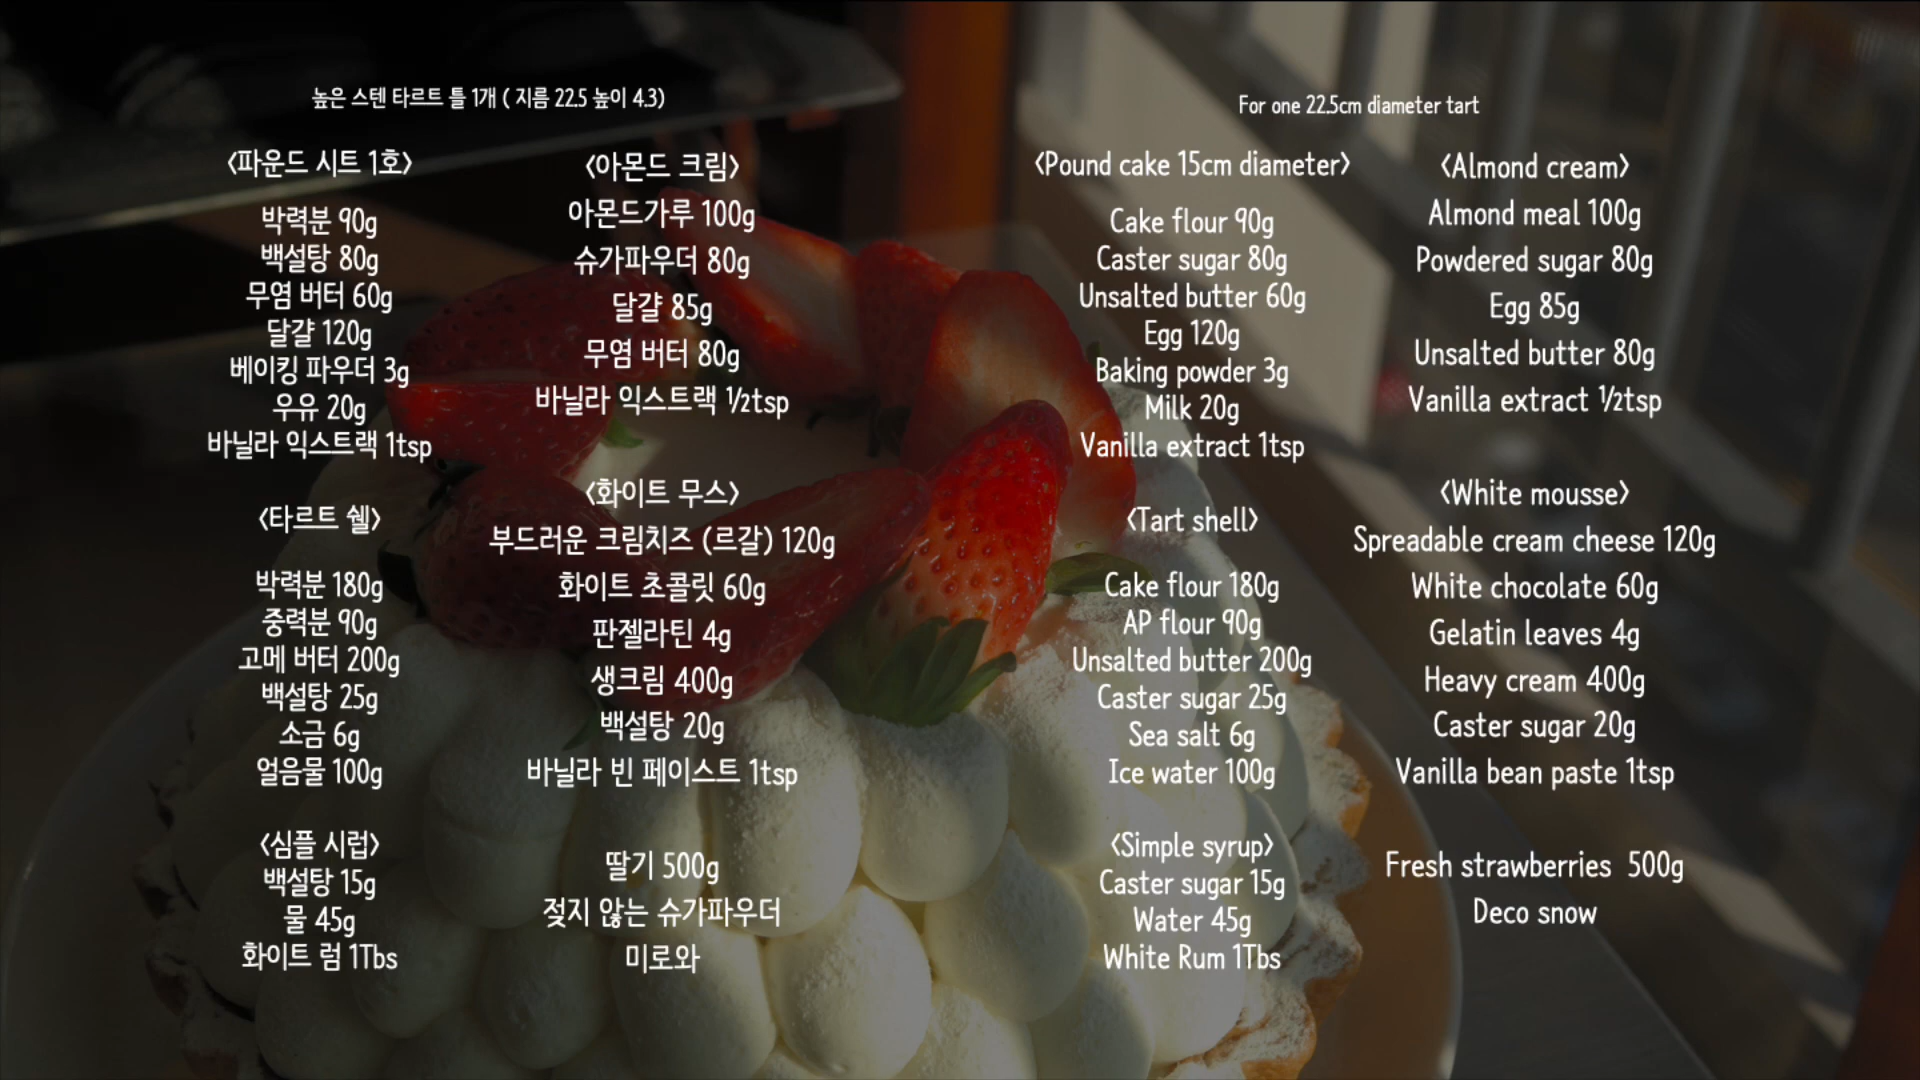 높은 스텐 타르트 틀 1개 ( 지름 22.5 높이 4.3)
<파운드 시트 1호>
박력분 90g
백설탕 80g
무염 버터 60g
달걀 120g
베이킹 파우더 3g
우유 20g
바닐라 익스트랙 1tsp
<타르트 쉘>
박력분 180g
중력분 90g
고메 버터 200g
백설탕 25g
소금 6g
얼음물 100g
<심플 시럽>
백설탕 15g
물 45g
화이트 럼 1Tbs
<아몬드 크림>
아몬드가루 100g
슈가파우더 80g
달걀 85g
무염 버터 80g
바닐라 익스트랙 ½tsp
<화이트 무스>
부드러운 크림치즈 (르갈) 120g
화이트 초콜릿 60g
판젤라틴 4g
생크림 400g
백설탕 20g
바닐라 빈 페이스트 1tsp
딸기 500g
젖지 않는 슈가파우더
미로와
For one 22.5cm diameter tart
<Pound cake 15cm diameter>
Cake flour 90g
Caster sugar 80g
Unsalted butter 60g
Egg 120g
Baking powder 3g
Milk 20g
Vanilla extract 1tsp
<Tart shell>
Cake flour 180g
AP flour 90g
Unsalted butter 200g
Caster sugar 25g
Sea salt 6g
Ice water 100g
<Simple syrup>
Caster sugar 15g
Water 45g
White Rum 1Tbs
<Almond cream>
Almond meal 100g
Powdered sugar 80g
Egg 85g
Unsalted butter 80g
Vanilla extract ½tsp
<White mousse>
Spreadable cream cheese 120g
White chocolate 60g
Gelatin leaves 4g
Heavy cream 400g
Caster sugar 20g
Vanilla bean paste 1tsp
Fresh strawberries 500g
Deco snow